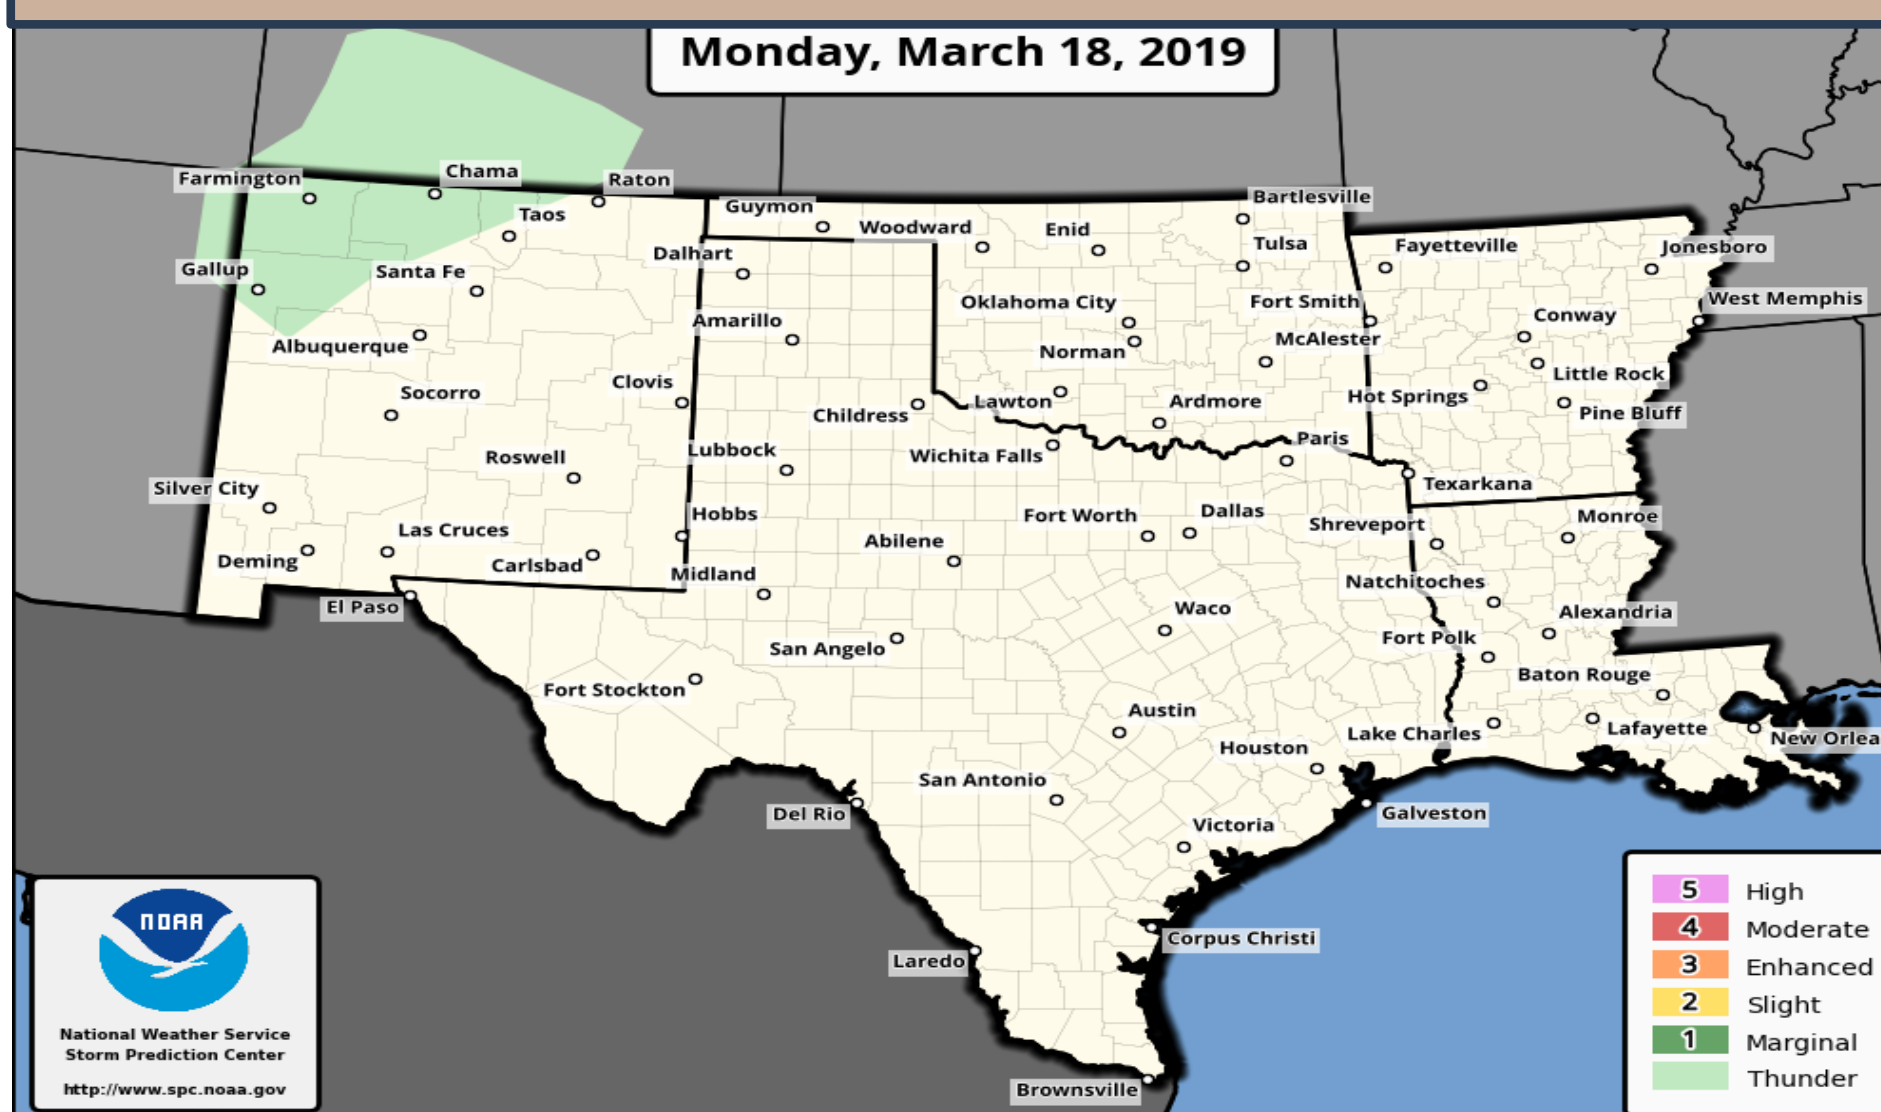 Monday, March 18, 2019
Farmington
Chama
Raton
Taos
Guymon
Woodward
Enid
Bartlesville
Tulsa
Fayetteville
Jonesboro
Gallup
Santa Fe
Dalhart
Oklahoma City
Fort Smith
West Memphis
Conway
Albuquerque
Amarillo
Norman
McAlester
Little Rock
Socorro
Clovis
Childress
Lawton
Ardmore
Hot Springs
Pine Bluff
Roswell
Lubbock
Wichita Falls
Paris
Texarkana
Silver City
Las Cruces
Hobbs
Fort Worth
Dallas
Shreveport
Monroe
Deming
Carlsbad
Midland
Abilene
Natchitoches
El Paso
San Angelo
Waco
Alexandria
Fort Polk
Fort Stockton
Baton Rouge
Austin
Houston
Lake Charles
Lafayette
New Orlea
San Antonio
Del Rio
Victoria
Galveston
Corpus Christi
Laredo
Brownsville
NOAA
National Weather Service
Storm Prediction Center
http://www.spc.noaa.gov
5 High
4 Moderate
3 Enhanced
2 Slight
1 Marginal
Thunder